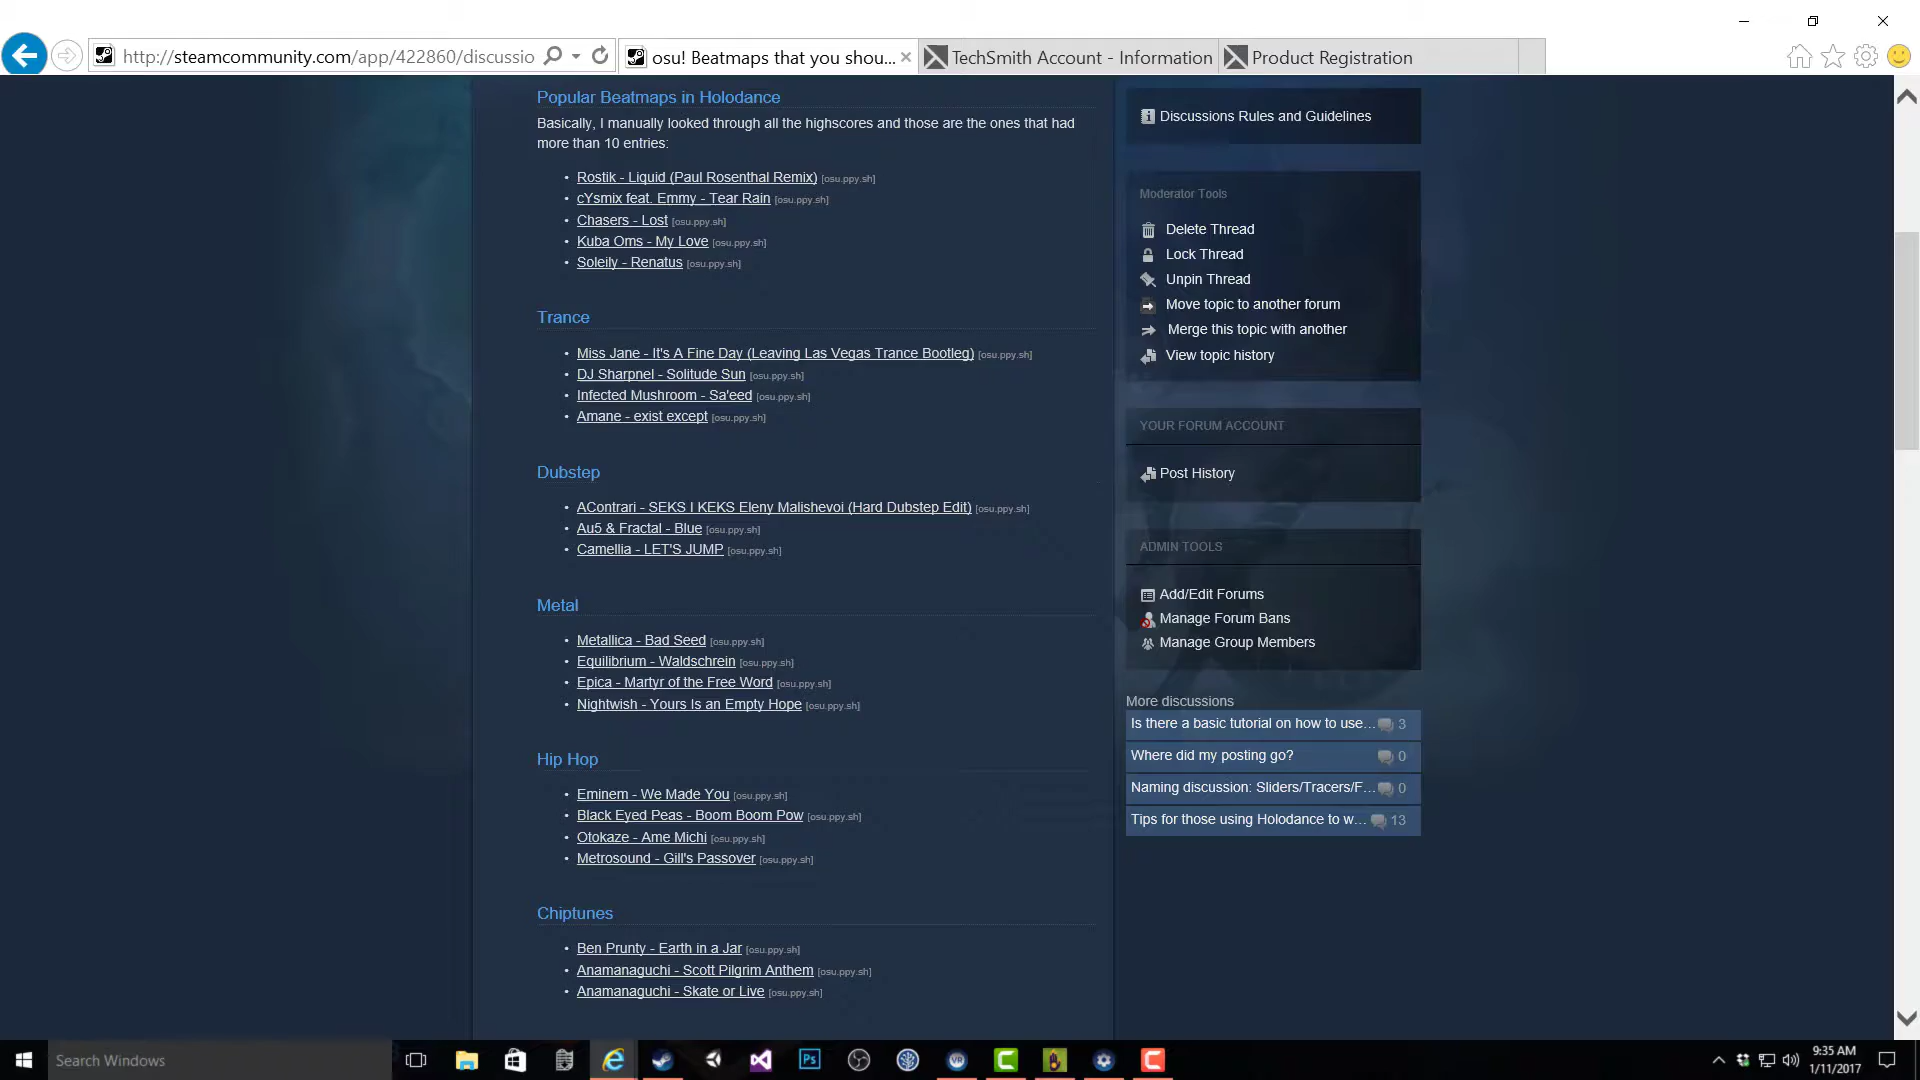 http://steamcommunity.com/app/422860/discussio
osu! Beatmaps that you shou...
TechSmith Account - Information
Product Registration
Popular Beatmaps in Holodance
Basically, I manually looked through all the highscores and those are the ones that had
more than 10 entries:
• Rostik - Liquid (Paul Rosenthal Remix) [osu.ppy.sh]
• cYsmix feat. Emmy - Tear Rain [osu.ppy.sh]
• Chasers - Lost [osu.ppy.sh]
• Kuba Oms - My Love [osu.ppy.sh]
• Soleily - Renatus [osu.ppy.sh]
Trance
• Miss Jane - It's A Fine Day (Leaving Las Vegas Trance Bootleg) [osu.ppy.sh]
• DJ Sharpnel - Solitude Sun [osu.ppy.sh]
• Infected Mushroom - Sa'eed [osu.ppy.sh]
• Amane - exist except [osu.ppy.sh]
Dubstep
• AContrari - SEKS I KEKS Eleny Malishevoi (Hard Dubstep Edit) [osu.ppy.sh]
• Au5 & Fractal - Blue [osu.ppy.sh]
• Camellia - LET'S JUMP [osu.ppy.sh]
Metal
• Metallica - Bad Seed [osu.ppy.sh]
• Equilibrium - Waldschrein [osu.ppy.sh]
• Epica - Martyr of the Free Word [osu.ppy.sh]
• Nightwish - Yours Is an Empty Hope [osu.ppy.sh]
Hip Hop
• Eminem - We Made You [osu.ppy.sh]
• Black Eyed Peas - Boom Boom Pow [osu.ppy.sh]
• Otokaze - Ame Michi [osu.ppy.sh]
• Metrosound - Gill's Passover [osu.ppy.sh]
Chiptunes
• Ben Prunty - Earth in a Jar [osu.ppy.sh]
• Anamanaguchi - Scott Pilgrim Anthem [osu.ppy.sh]
• Anamanaguchi - Skate or Live [osu.ppy.sh]
Discussions Rules and Guidelines
Moderator Tools
Delete Thread
Lock Thread
Unpin Thread
Move topic to another forum
Merge this topic with another
View topic history
YOUR FORUM ACCOUNT
Post History
ADMIN TOOLS
Add/Edit Forums
Manage Forum Bans
Manage Group Members
More discussions
Is there a basic tutorial on how to use... 3
Where did my posting go? 0
Naming discussion: Sliders/Tracers/F... 0
Tips for those using Holodance to w... 13
Search Windows
Ps
VR
9:35 AM
1/11/2017